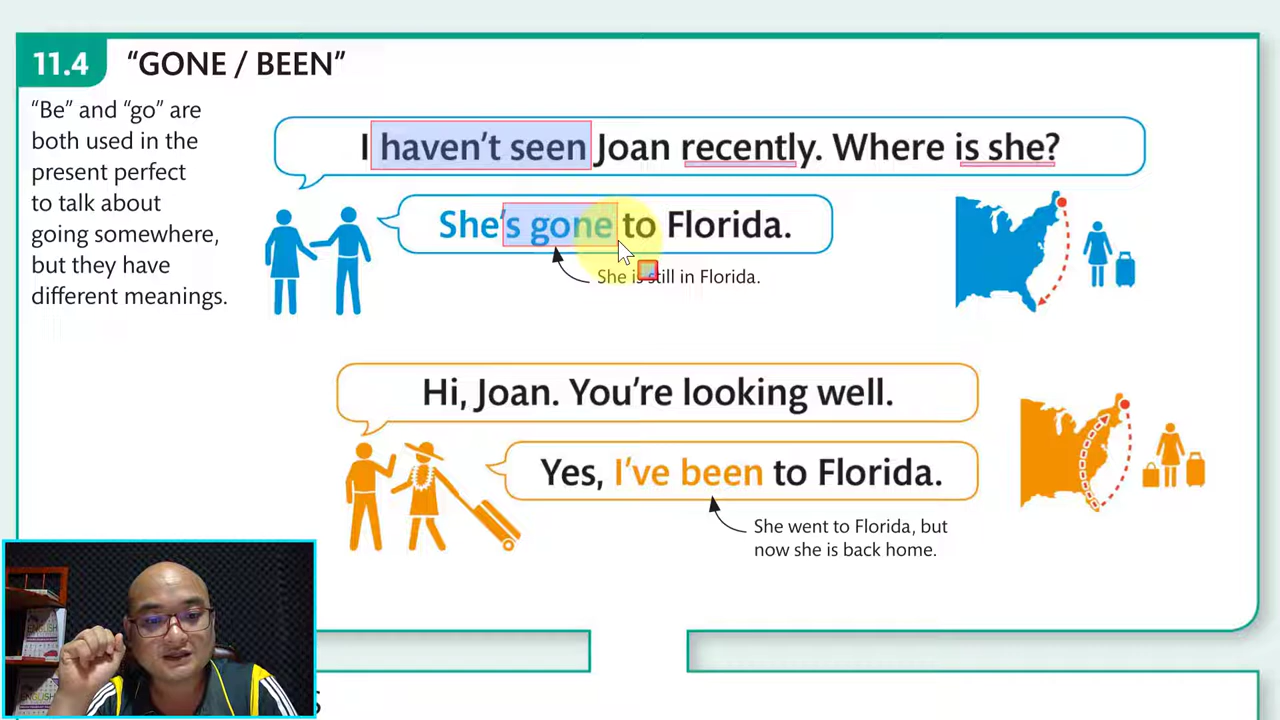 11.4 "GONE / BEEN"
"Be" and "go" are
both used in the
present perfect
to talk about
going somewhere,
but they have
different meanings.
I haven't seen Joan recently. Where is she?
She's gone to Florida.
She is still in Florida.
Hi, Joan. You're looking well.
Yes, I've been to Florida.
She went to Florida, but
now she is back home.
ENGLISH